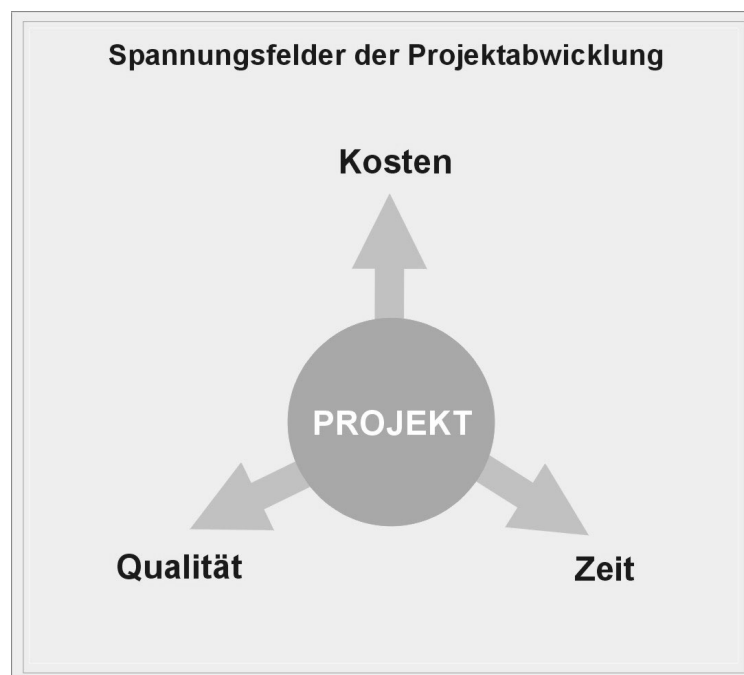 Spannungsfelder der Projektabwicklung
Kosten
PROJEKT
Qualität
Zeit